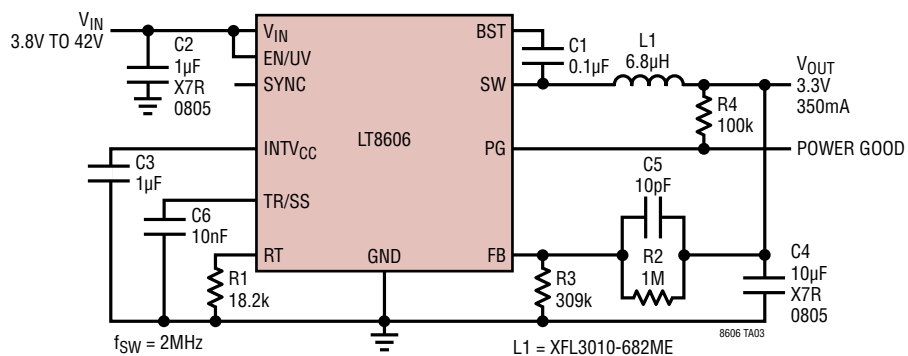 VIN
3.8V TO 42V
C2
1µF
X7R
0805
VIN
EN/UV
SYNC
INTVCC
TR/SS
RT
LT8606
GND
BST
SW
PG
FB
C1
0.1µF
L1
6.8µH
VOUT
3.3V
350mA
R4
100k
POWER GOOD
C3
1µF
C6
10nF
R1
18.2k
C5
10pF
R2
1M
R3
309k
C4
10µF
X7R
0805
8606 TA03
fSW = 2MHz
L1 = XFL3010-682ME